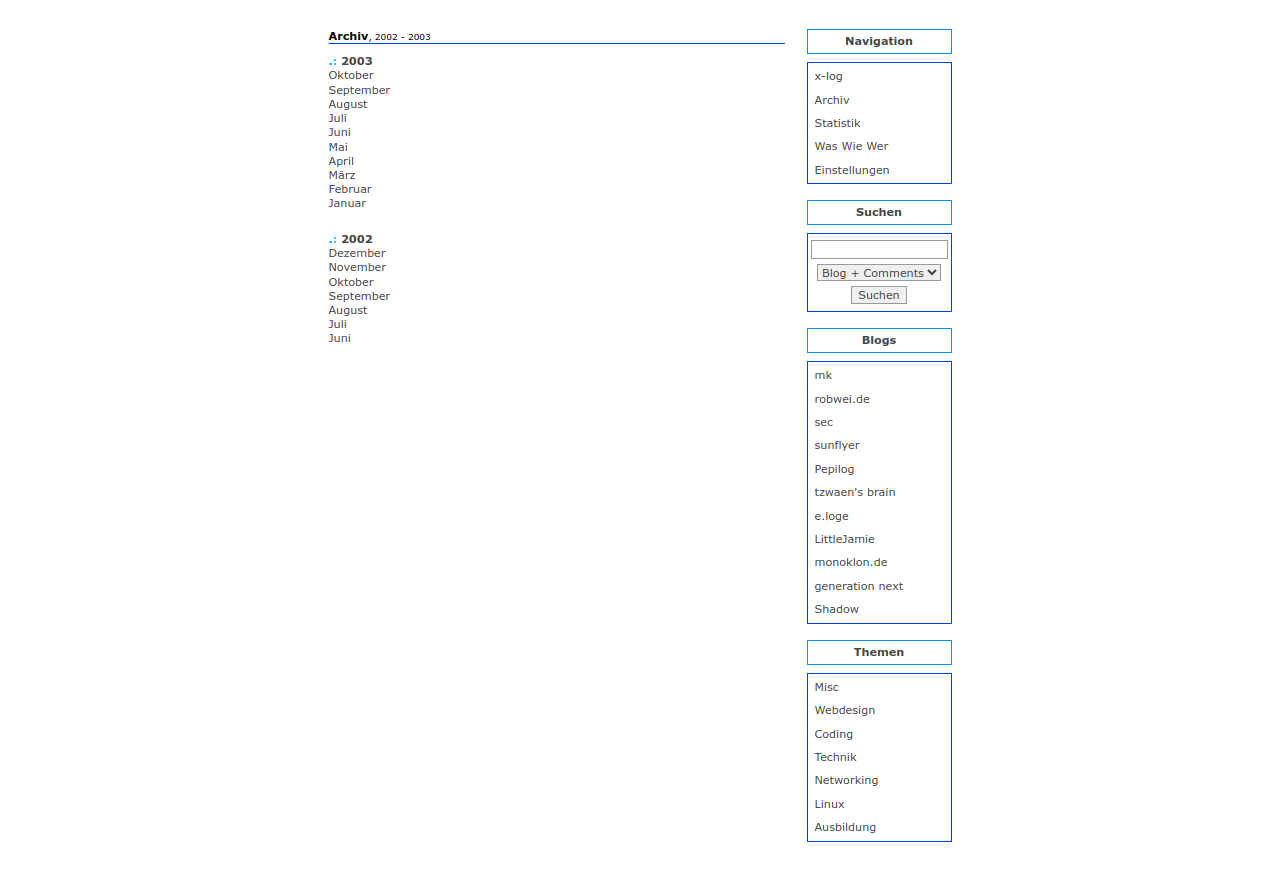 Archiv, 2002 - 2003
.: 2003
Oktober
September
August
Juli
Juni
Mai
April
März
Februar
Januar
.: 2002
Dezember
November
Oktober
September
August
Juli
Juni
Navigation
x-log
Archiv
Statistik
Was Wie Wer
Einstellungen
Suchen
Blog + Comments
Suchen
Blogs
mk
robwei.de
sec
sunflyer
Pepilog
tzwaen's brain
e.loge
LittleJamie
monoklon.de
generation next
Shadow
Themen
Misc
Webdesign
Coding
Technik
Networking
Linux
Ausbildung